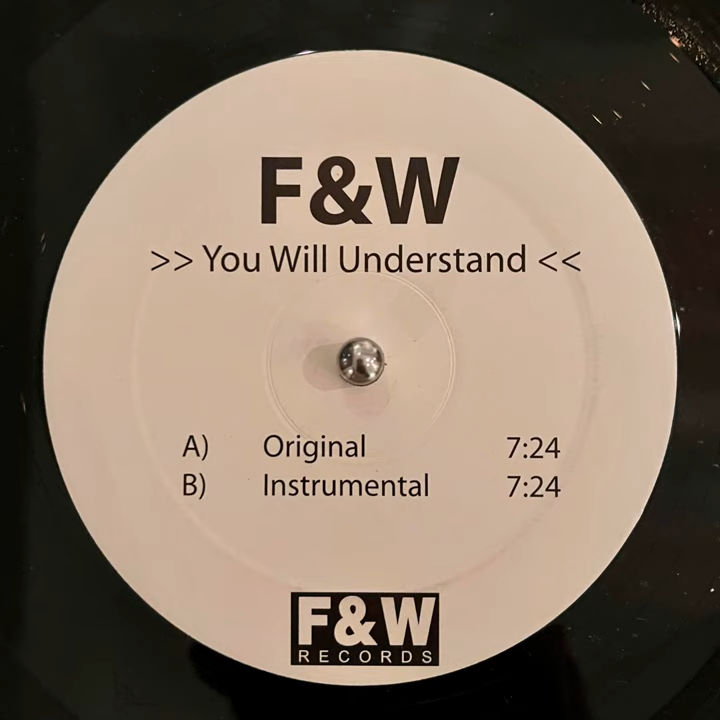 F&W
>> You Will Understand <<
A) Original 7:24
B) Instrumental 7:24
F&W
RECORDS